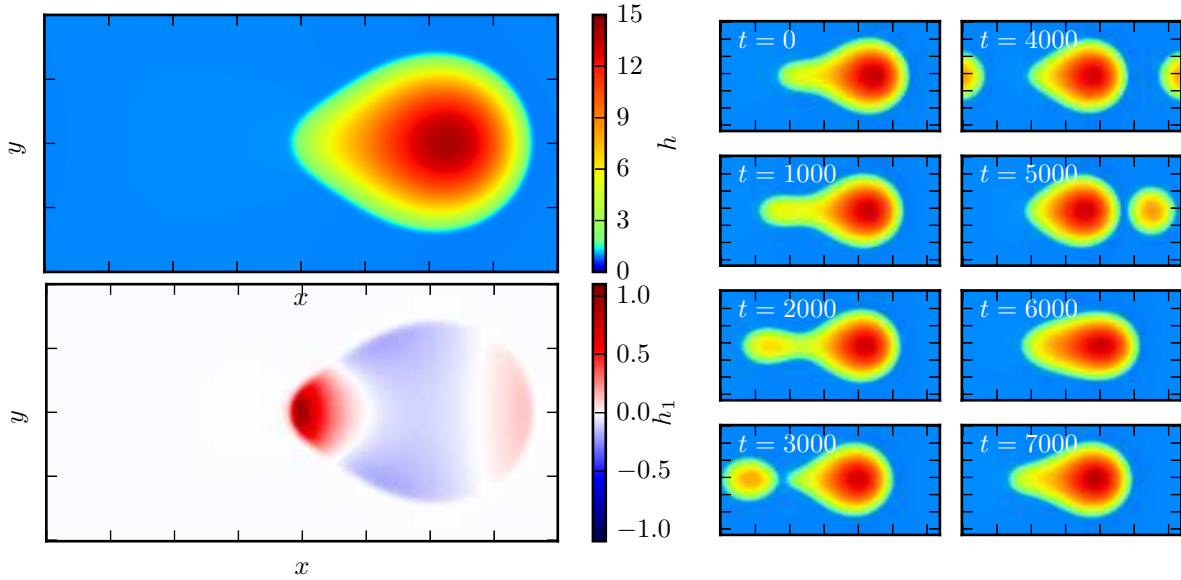 y
15
12
9
6
3
0
h
x
y
1.0
0.5
0.0
−0.5
−1.0
h₁
x
t = 0
t = 4000
t = 1000
t = 5000
t = 2000
t = 6000
t = 3000
t = 7000